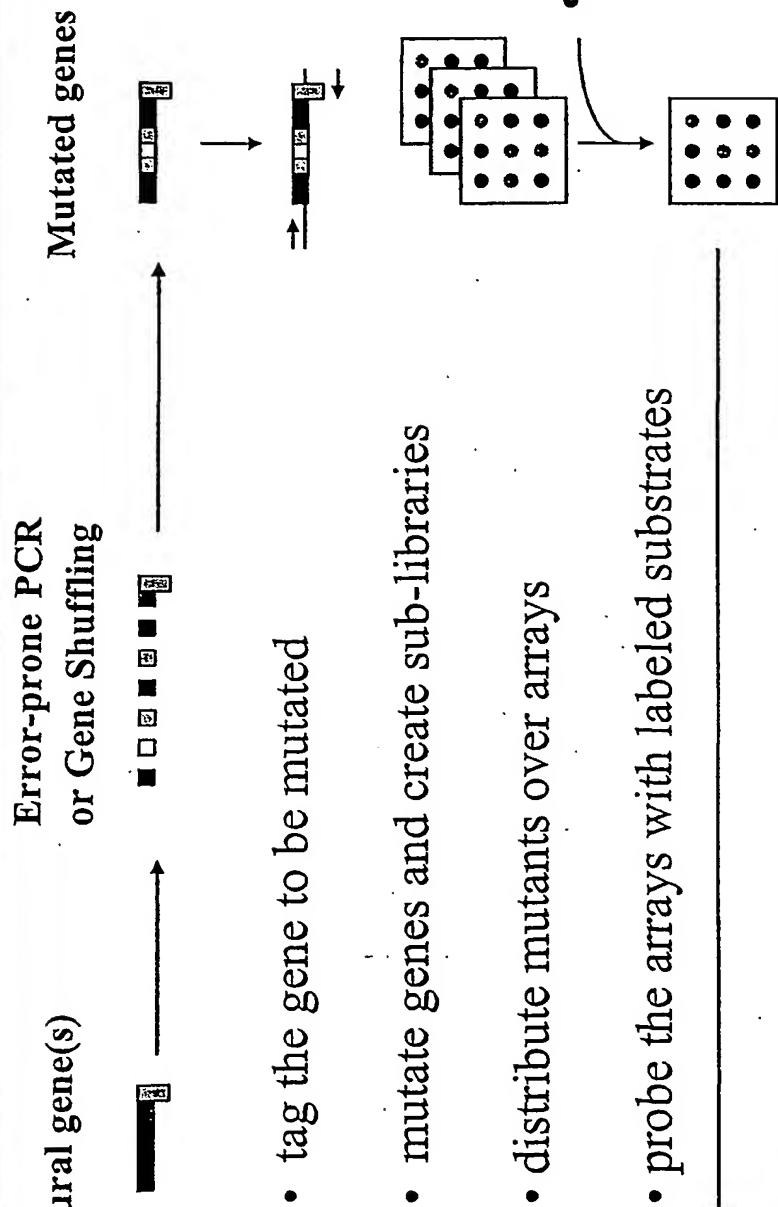 ural gene(s)
Error-prone PCR
or Gene Shuffling
Mutated genes
• tag the gene to be mutated
• mutate genes and create sub-libraries
• distribute mutants over arrays
• probe the arrays with labeled substrates